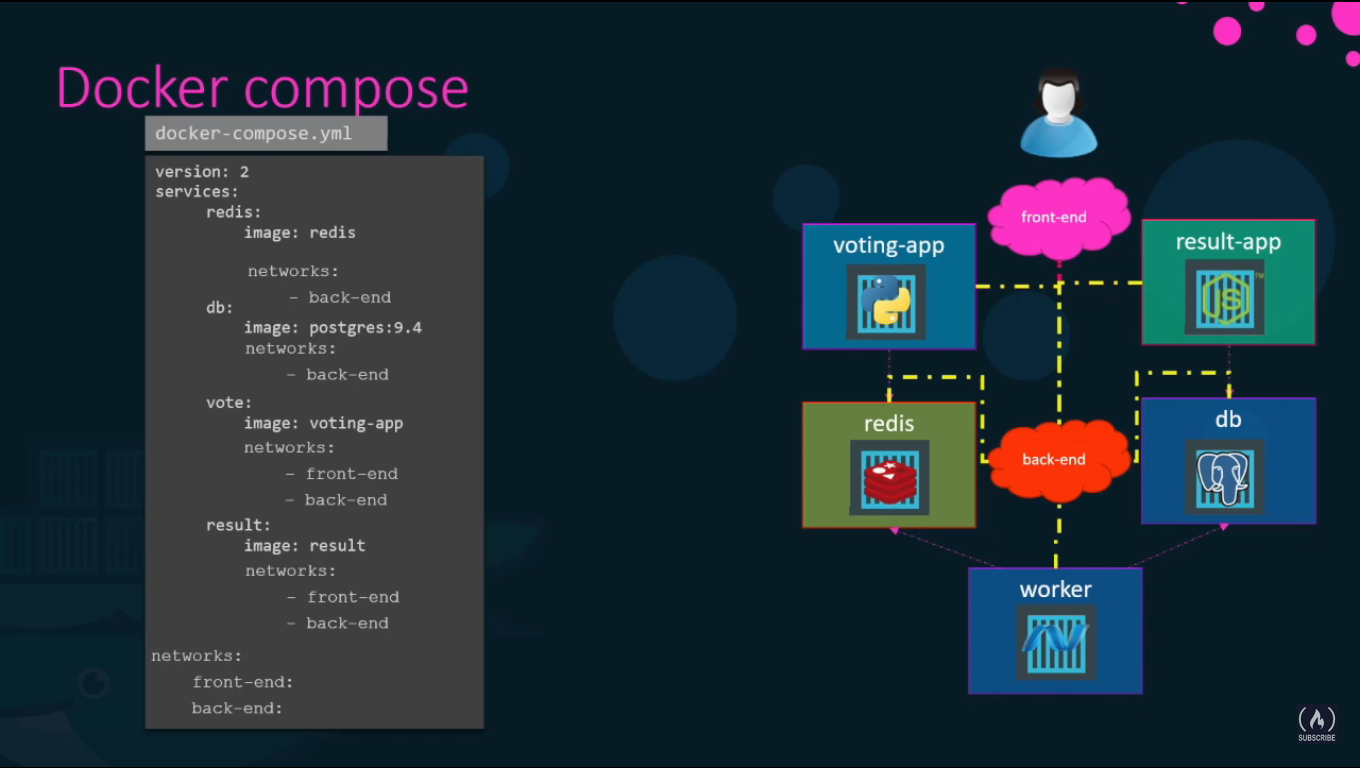 Docker compose
docker-compose.yml
version: 2
services:
redis:
image: redis
networks:
- back-end
db:
image: postgres:9.4
networks:
- back-end
vote:
image: voting-app
networks:
- front-end
- back-end
result:
image: result
networks:
- front-end
- back-end
networks:
front-end:
back-end:
front-end
voting-app
result-app
JS
TM
redis
back-end
db
worker
SUBSCRIBE